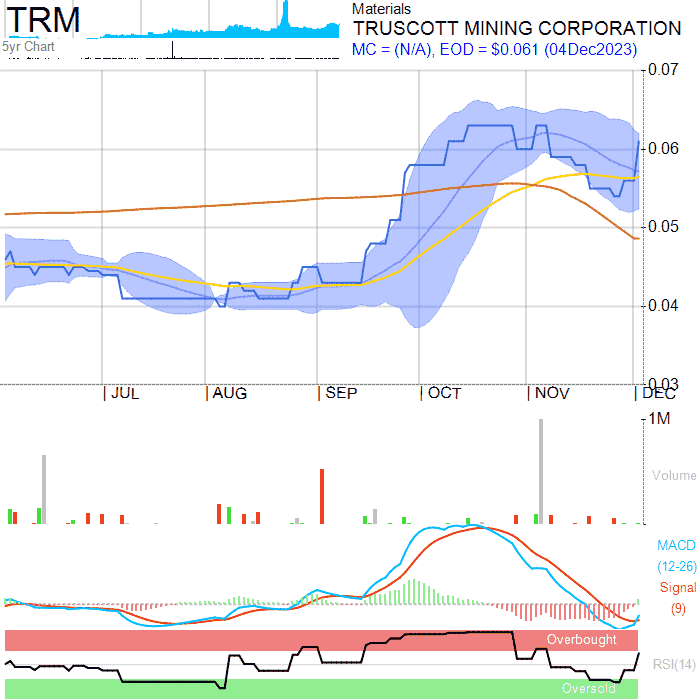 TRM
Materials
TRUSCOTT MINING CORPORATION
5yr Chart
MC = (N/A), EOD = $0.061 (04Dec2023)
0.07
0.06
0.05
0.04
0.03
| JUL | AUG | SEP | OCT | NOV | DEC
1M
Volume
MACD
(12-26)
Signal
(9)
Overbought
RSI(14)
Oversold